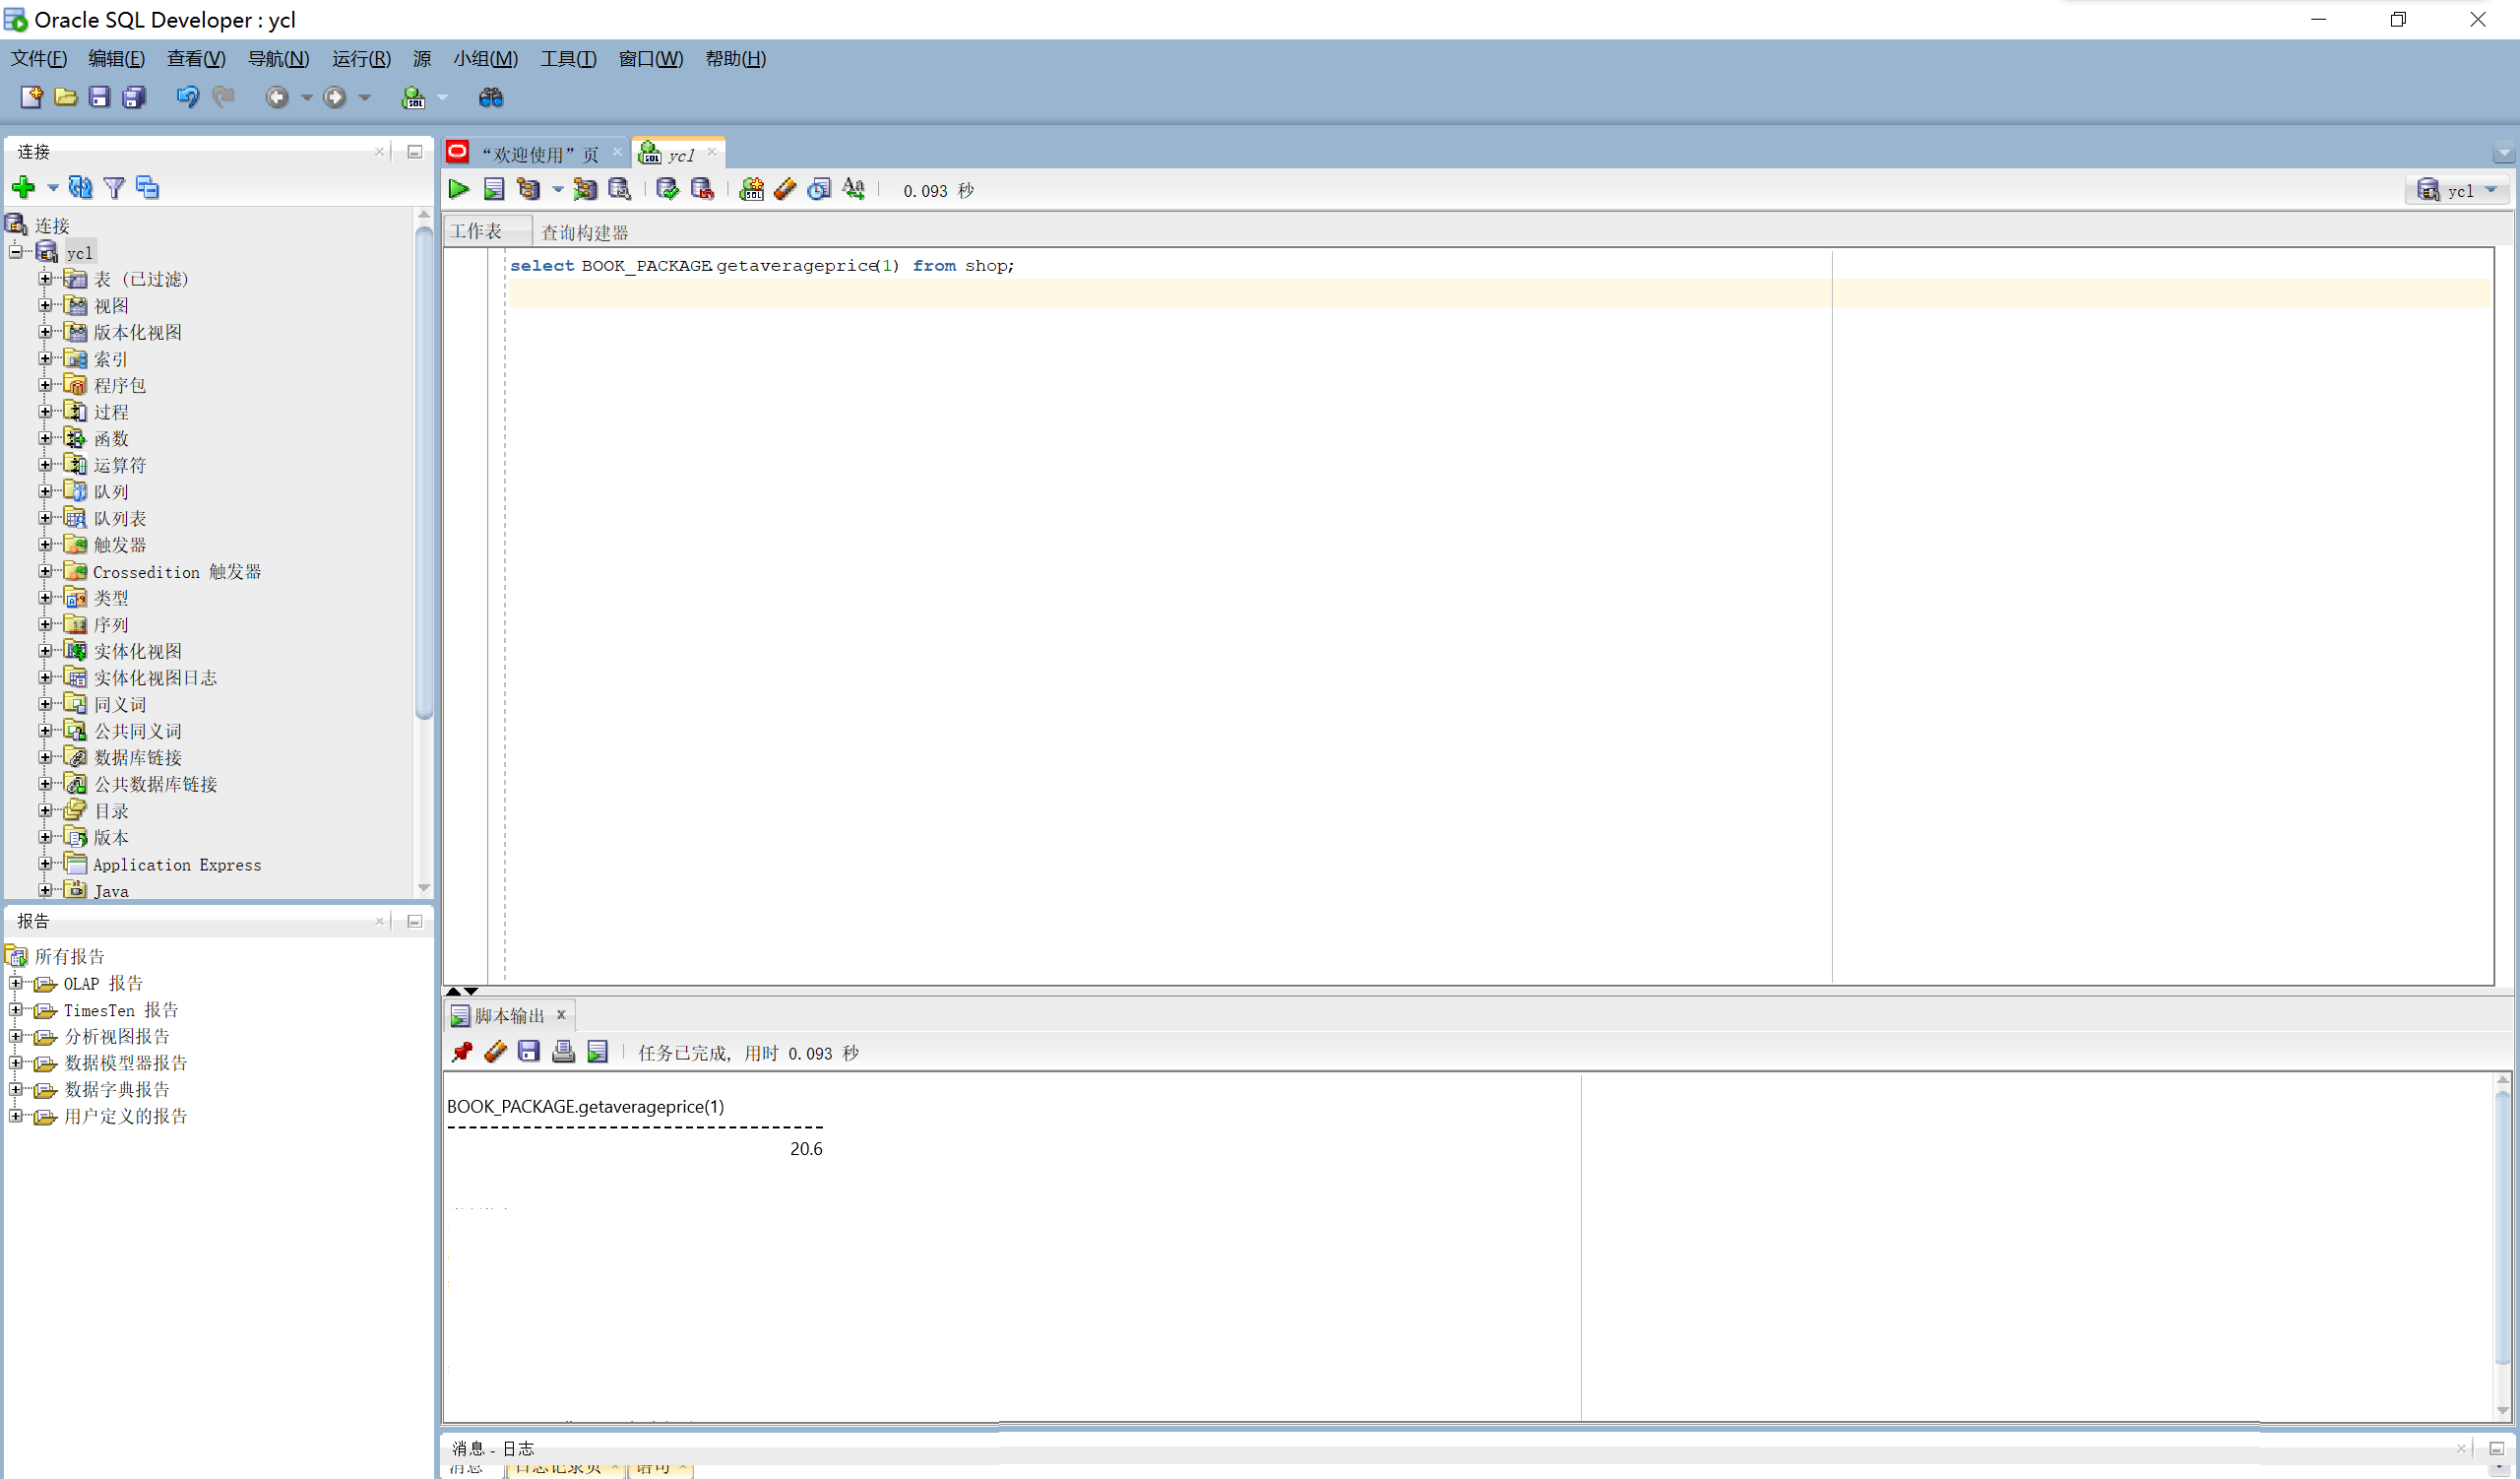 Oracle SQL Developer : ycl
文件(F) 编辑(E) 查看(V) 导航(N) 运行(R) 源 小组(M) 工具(T) 窗口(W) 帮助(H)
连接
连接
ycl
表 (已过滤)
视图
版本化视图
索引
程序包
过程
函数
运算符
队列
队列表
触发器
Crossedition 触发器
类型
序列
实体化视图
实体化视图日志
同义词
公共同义词
数据库链接
公共数据库链接
目录
版本
Application Express
Java
报告
所有报告
OLAP 报告
TimesTen 报告
分析视图报告
数据模型器报告
数据字典报告
用户定义的报告
“欢迎使用”页 ycl
0.093 秒
ycl
工作表 查询构建器
select BOOK_PACKAGE.getaverageprice(1) from shop;
脚本输出
任务已完成, 用时 0.093 秒
BOOK_PACKAGE.getaverageprice(1)
------------------------------------------
20.6
消息 - 日志
消息 日志记录页 语句